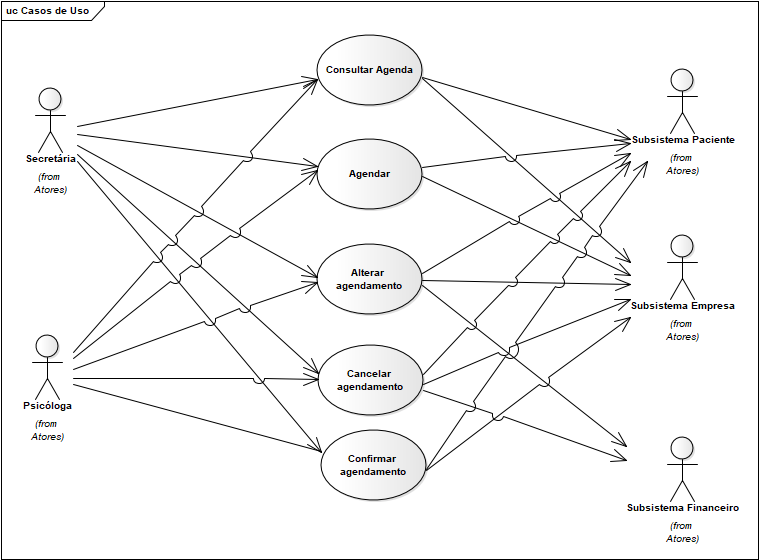 uc Casos de Uso
Consultar Agenda
Secretária
(from
Atores)
Subsistema Paciente
(from
Atores)
Agendar
Alterar
agendamento
Subsistema Empresa
(from
Atores)
Psicóloga
(from
Atores)
Cancelar
agendamento
Confirmar
agendamento
Subsistema Financeiro
(from
Atores)